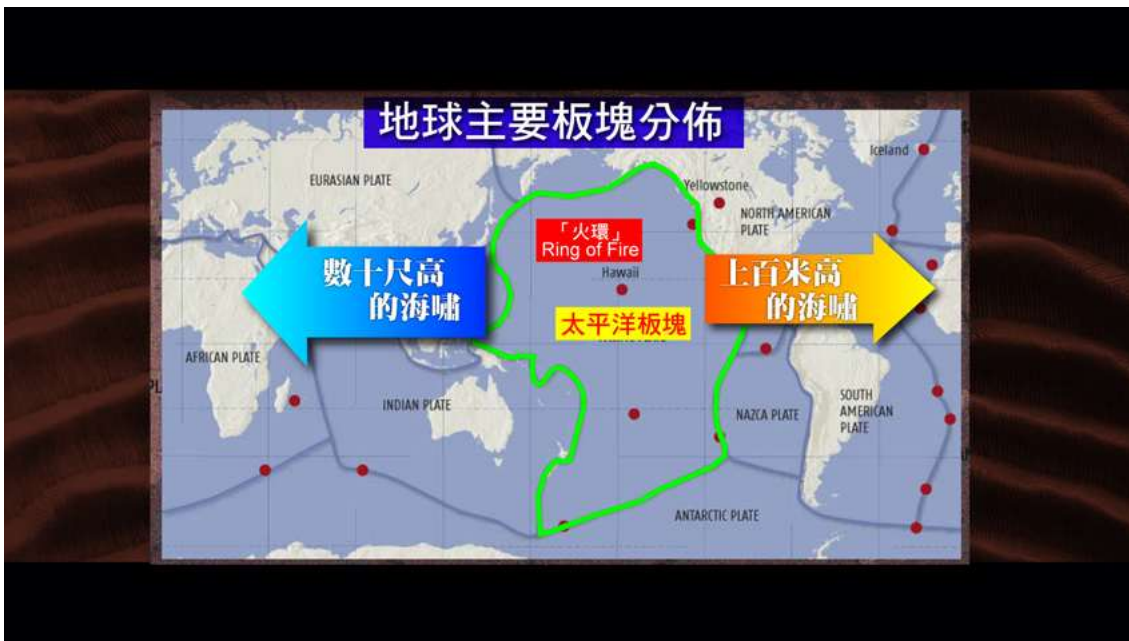 地球主要板塊分佈
Iceland
EURASIAN PLATE
Yellowstone
NORTH AMERICAN
PLATE
「火環」
Ring of Fire
數十尺高
的海嘯
Hawaii
上百米高
的海嘯
太平洋板塊
AFRICAN PLATE
INDIAN PLATE
NAZCA PLATE
SOUTH
AMERICAN
PLATE
ANTARCTIC PLATE